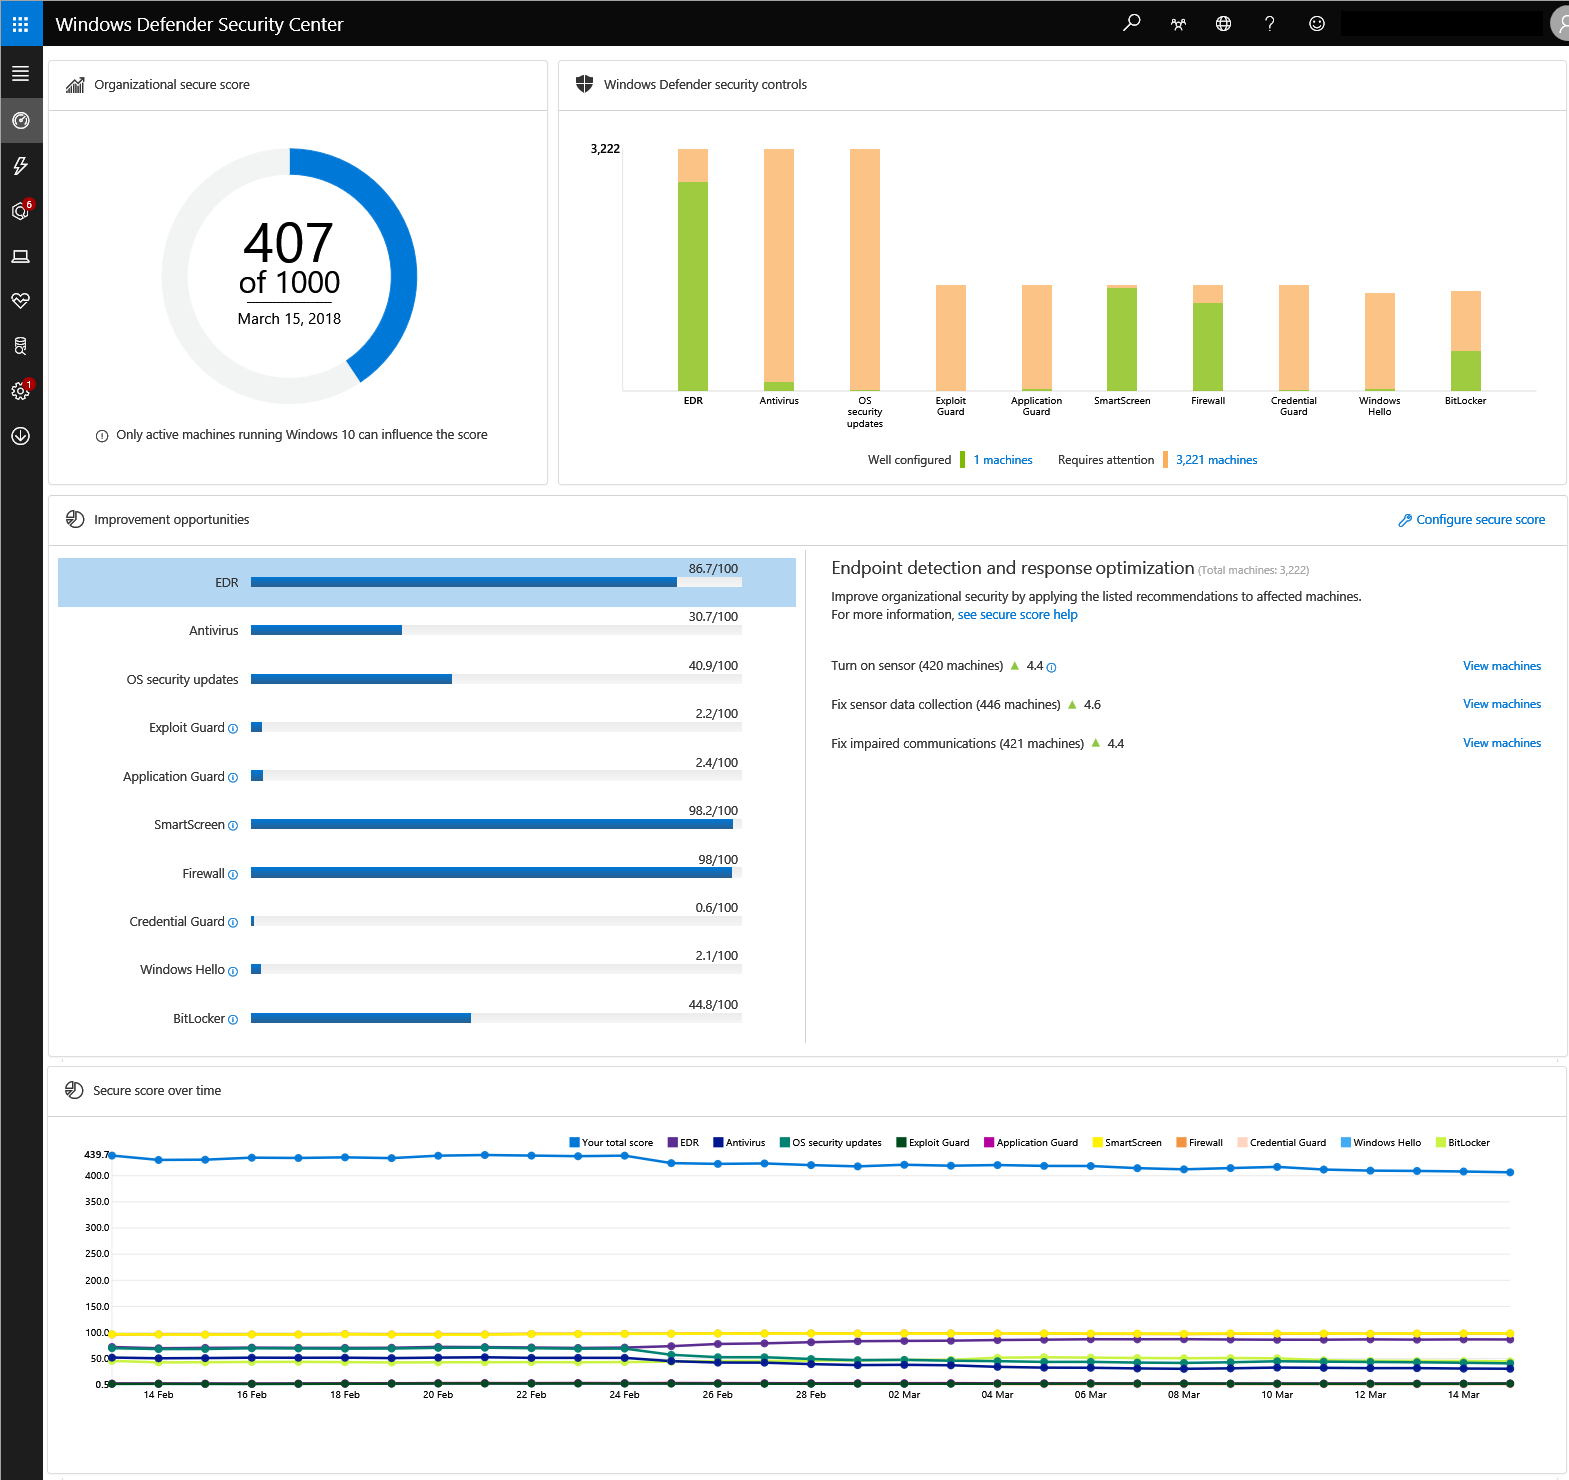 Windows Defender Security Center
6
1
Organizational secure score
407
of 1000
March 15, 2018
Only active machines running Windows 10 can influence the score
Windows Defender security controls
3,222
EDR
Antivirus
OS
security
updates
Exploit
Guard
Application
Guard
SmartScreen
Firewall
Credential
Guard
Windows
Hello
BitLocker
Well configured 1 machines Requires attention 3,221 machines
Improvement opportunities
Configure secure score
EDR 86.7/100
Antivirus 30.7/100
OS security updates 40.9/100
Exploit Guard 2.2/100
Application Guard 2.4/100
SmartScreen 98.2/100
Firewall 98/100
Credential Guard 0.6/100
Windows Hello 2.1/100
BitLocker 44.8/100
Endpoint detection and response optimization (Total machines: 3,222)
Improve organizational security by applying the listed recommendations to affected machines.
For more information, see secure score help
Turn on sensor (420 machines) ▲ 4.4 View machines
Fix sensor data collection (446 machines) ▲ 4.6 View machines
Fix impaired communications (421 machines) ▲ 4.4 View machines
Secure score over time
Your total score EDR Antivirus OS security updates Exploit Guard Application Guard SmartScreen Firewall Credential Guard Windows Hello BitLocker
439.7
400.0
350.0
300.0
250.0
200.0
150.0
100.0
50.0
0.5
14 Feb 16 Feb 18 Feb 20 Feb 22 Feb 24 Feb 26 Feb 28 Feb 02 Mar 04 Mar 06 Mar 08 Mar 10 Mar 12 Mar 14 Mar